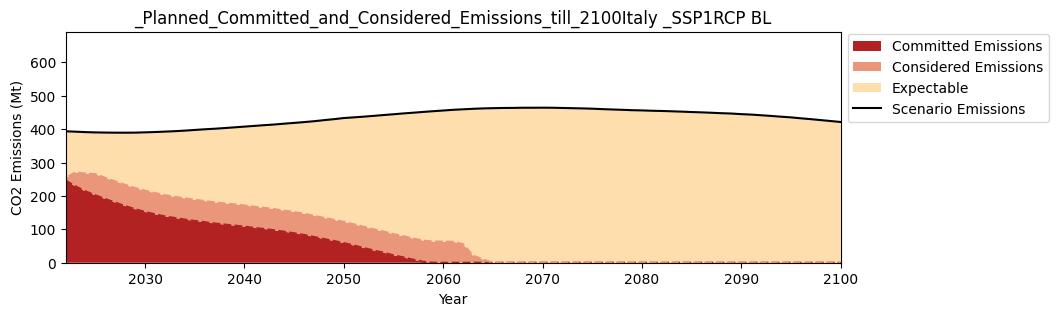 _Planned_Committed_and_Considered_Emissions_till_2100Italy _SSP1RCP BL
CO2 Emissions (Mt)
600
500
400
300
200
100
0
2030 2040 2050 2060 2070 2080 2090 2100
Year
Committed Emissions
Considered Emissions
Expectable
Scenario Emissions